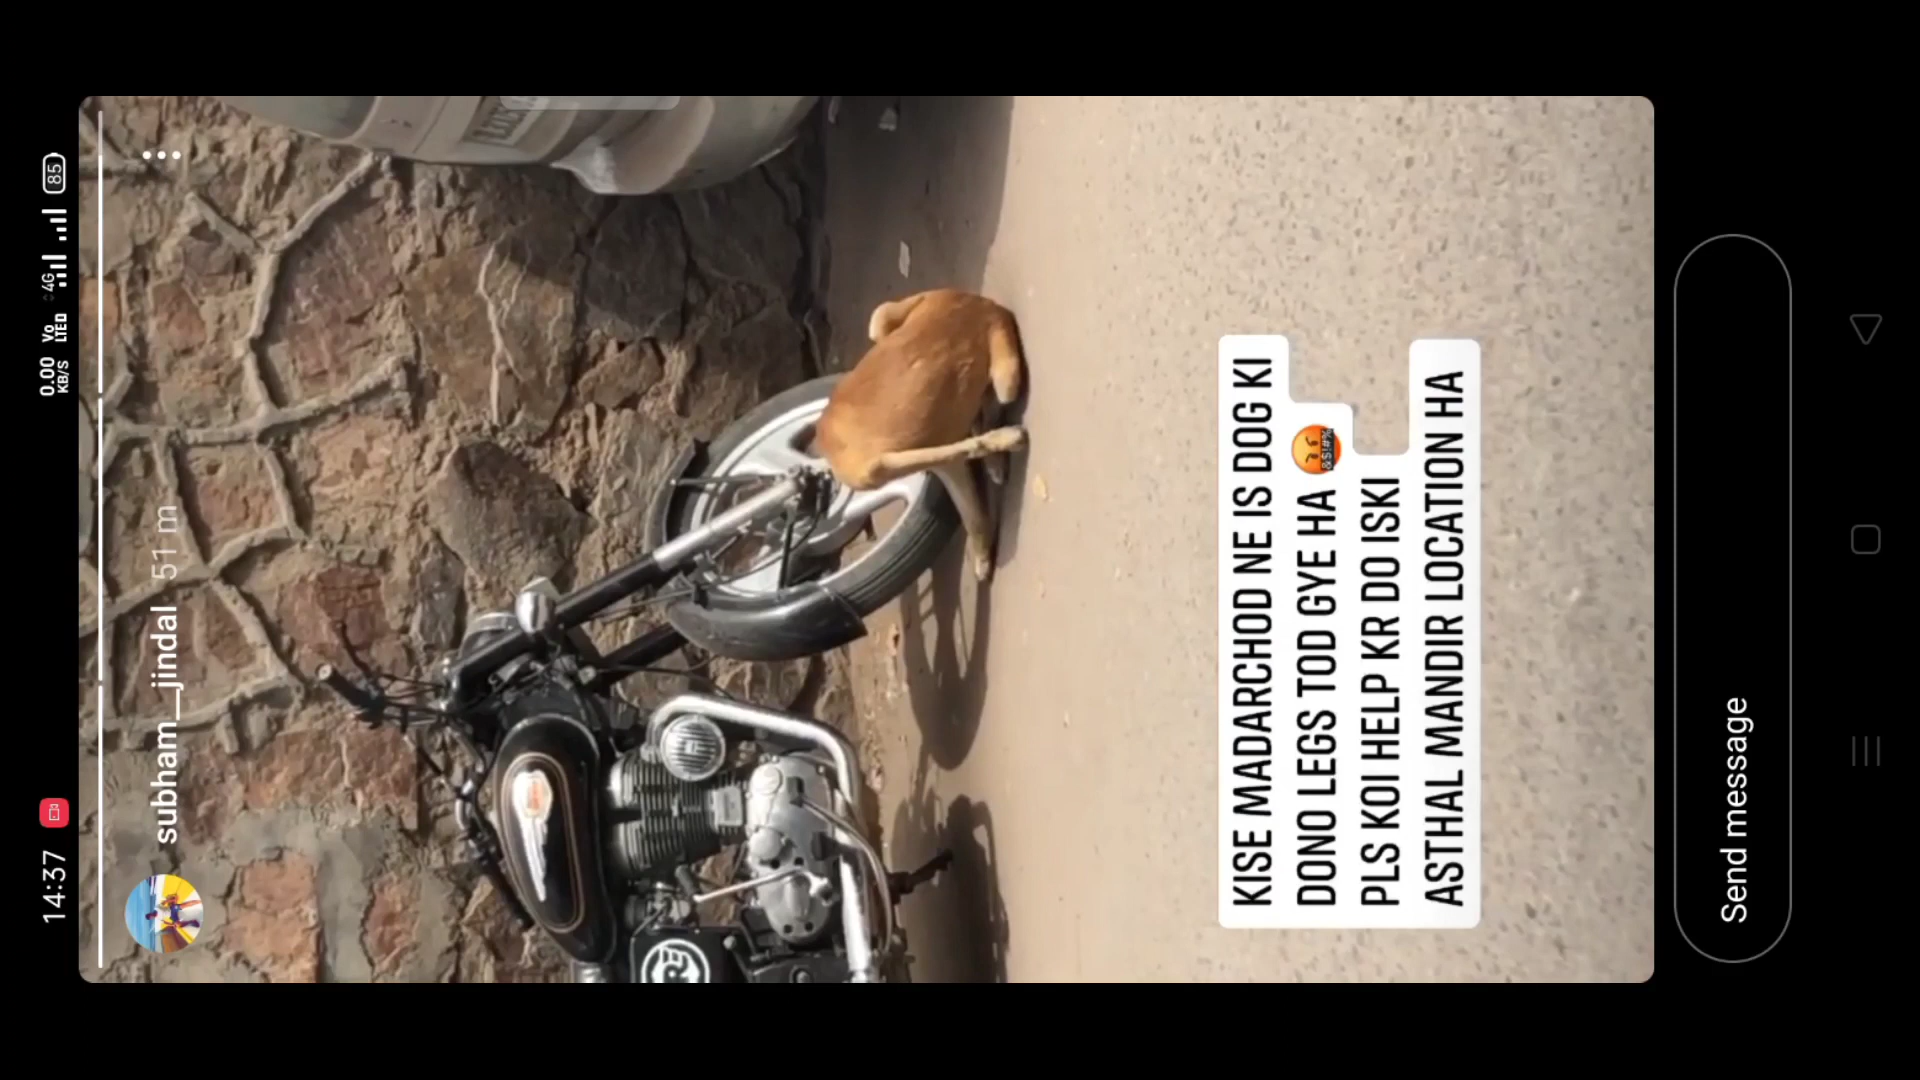 14:37
0.00
KB/S
Vo
LTED
4G
85
subham__jindal 51 m
KISE MADARCHOD NE IS DOG KI
DONO LEGS TOD GYE HA 🤬
PLS KOI HELP KR DO ISKI
ASTHAL MANDIR LOCATION HA
Send message